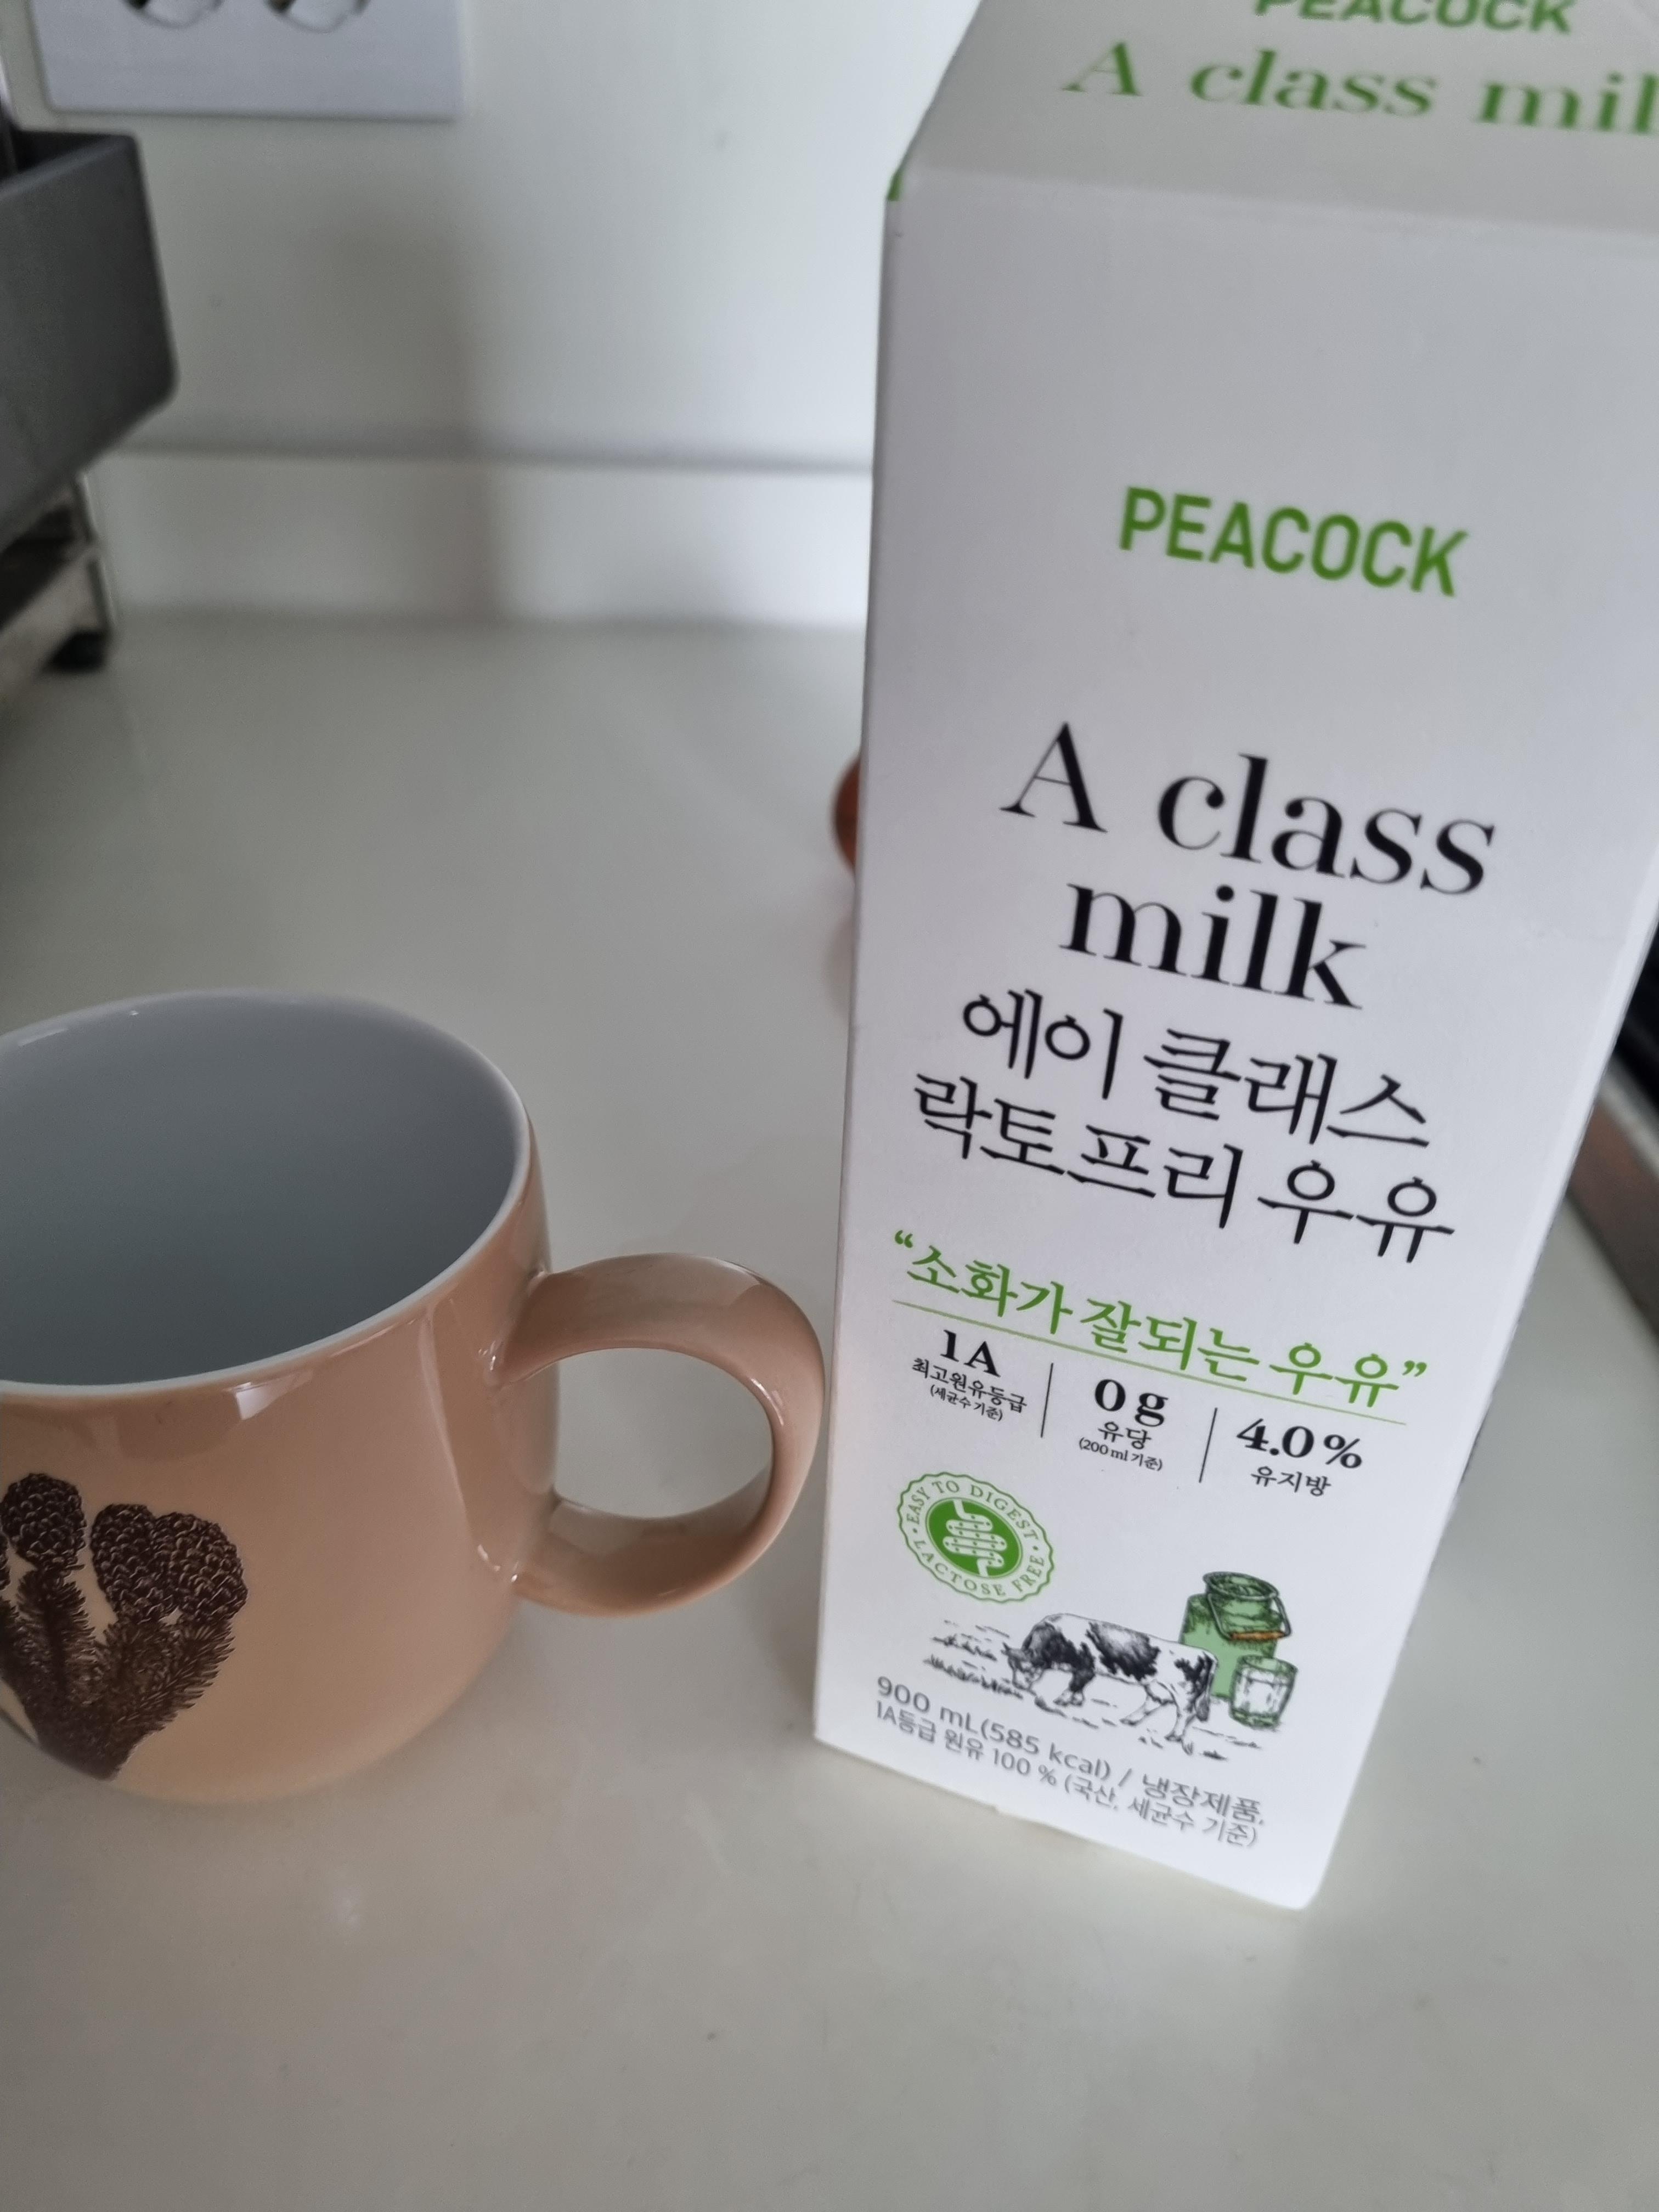 PEACOCK
A class mil
PEACOCK
A class
milk
에이 클래스
락토프리 우유
“소화가 잘되는 우유”
1A
최고원유등급
(세균수기준)
0 g
유당
(200 ml 기준)
4.0 %
유지방
EASY TO DIGEST
LACTOSE FREE
900 mL(585 kcal) / 냉장제품,
1A등급 원유 100 % (국산, 세균수 기준)